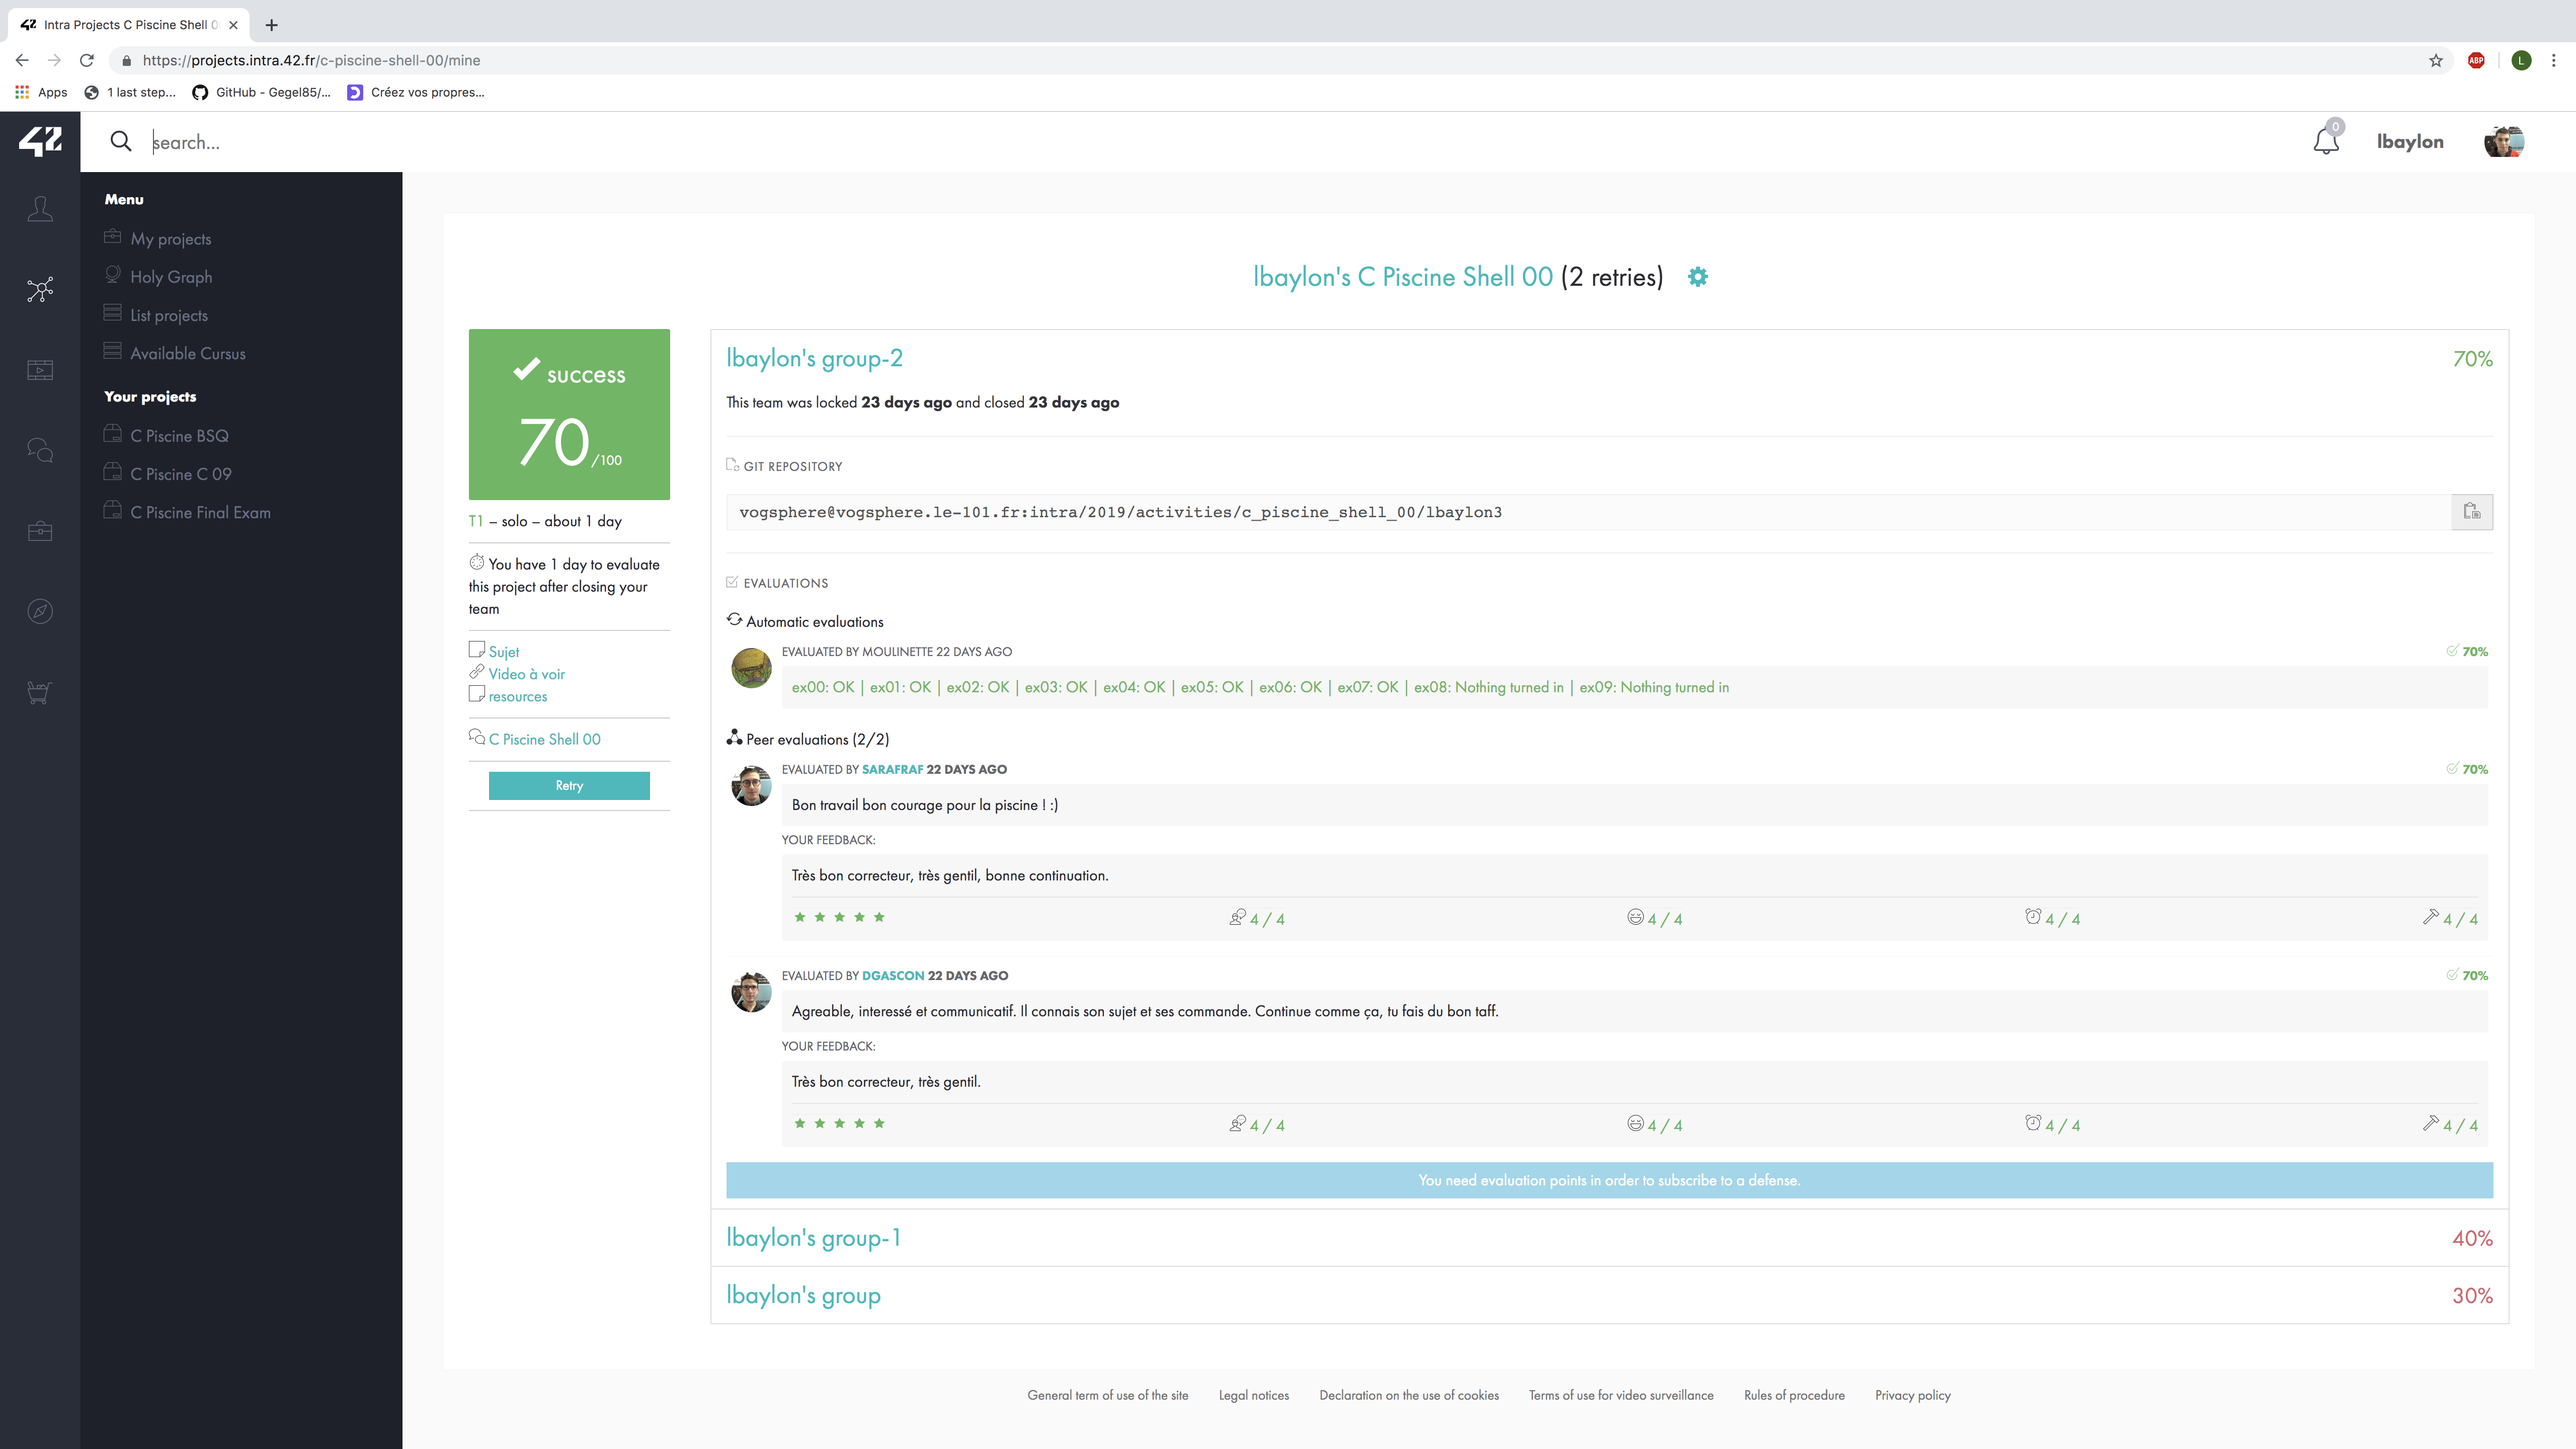 Intra Projects C Piscine Shell 0
https://projects.intra.42.fr/c-piscine-shell-00/mine
ABP
L
Apps
1 last step...
GitHub - Gegel85/...
Créez vos propres...
42
search...
0
lbaylon
Menu
My projects
Holy Graph
List projects
Available Cursus
Your projects
C Piscine BSQ
C Piscine C 09
C Piscine Final Exam
lbaylon's C Piscine Shell 00 (2 retries)
success
70/100
T1 – solo – about 1 day
You have 1 day to evaluate
this project after closing your
team
Sujet
Video à voir
resources
C Piscine Shell 00
Retry
lbaylon's group-2
70%
This team was locked 23 days ago and closed 23 days ago
GIT REPOSITORY
vogsphere@vogsphere.le-101.fr:intra/2019/activities/c_piscine_shell_00/lbaylon3
EVALUATIONS
Automatic evaluations
EVALUATED BY MOULINETTE 22 DAYS AGO
70%
ex00: OK | ex01: OK | ex02: OK | ex03: OK | ex04: OK | ex05: OK | ex06: OK | ex07: OK | ex08: Nothing turned in | ex09: Nothing turned in
Peer evaluations (2/2)
EVALUATED BY SARAFRAF 22 DAYS AGO
70%
Bon travail bon courage pour la piscine ! :)
YOUR FEEDBACK:
Très bon correcteur, très gentil, bonne continuation.
4 / 4
4 / 4
4 / 4
4 / 4
EVALUATED BY DGASCON 22 DAYS AGO
70%
Agreable, interessé et communicatif. Il connais son sujet et ses commande. Continue comme ça, tu fais du bon taff.
YOUR FEEDBACK:
Très bon correcteur, très gentil.
4 / 4
4 / 4
4 / 4
4 / 4
You need evaluation points in order to subscribe to a defense.
lbaylon's group-1
40%
lbaylon's group
30%
General term of use of the site
Legal notices
Declaration on the use of cookies
Terms of use for video surveillance
Rules of procedure
Privacy policy